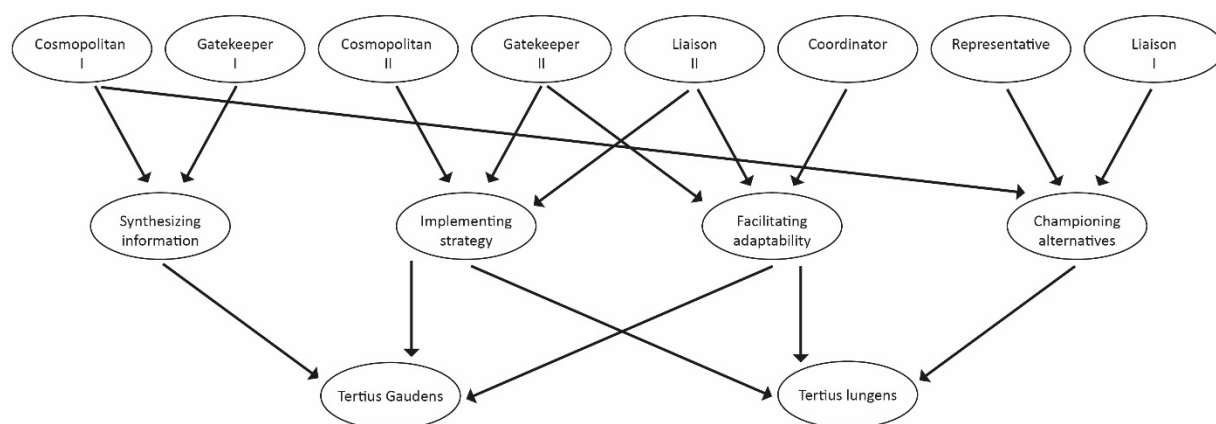 Cosmopolitan
I
Gatekeeper
I
Cosmopolitan
II
Gatekeeper
II
Liaison
II
Coordinator
Representative
Liaison
I
Synthesizing
information
Implementing
strategy
Facilitating
adaptability
Championing
alternatives
Tertius Gaudens
Tertius lungens